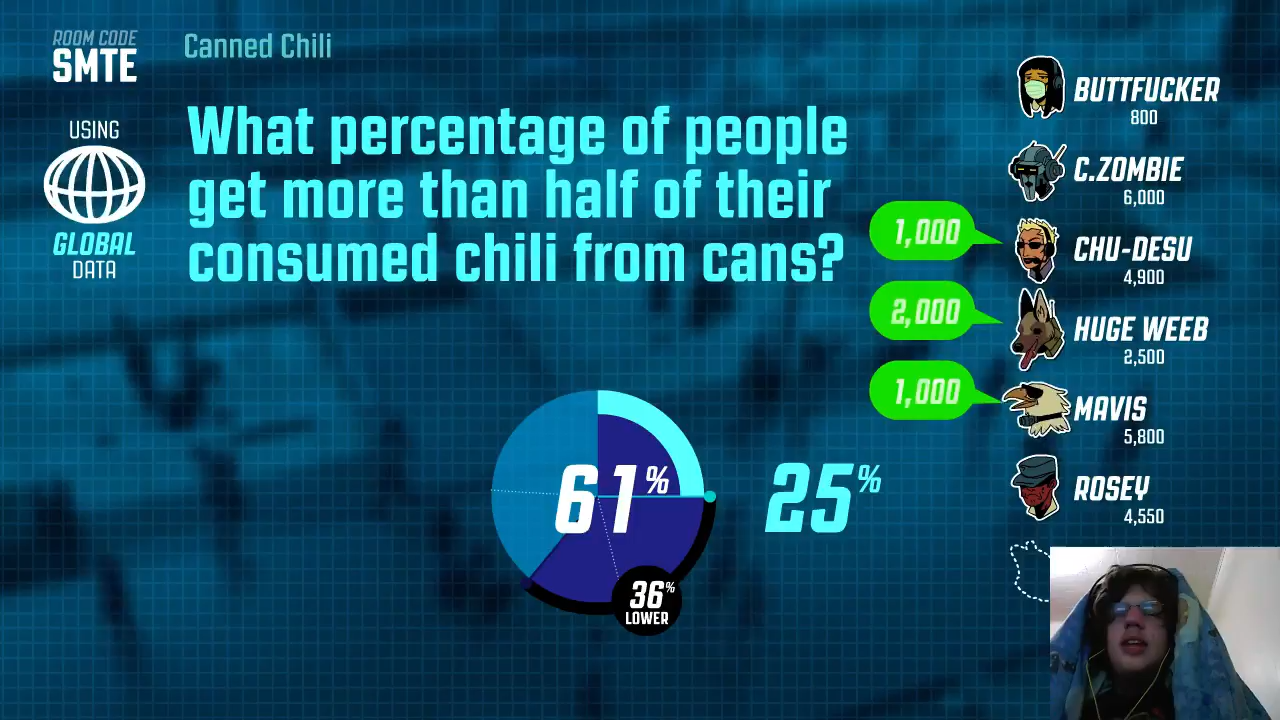 ROOM CODE
SMTE
USING
GLOBAL
DATA
Canned Chili
What percentage of people
get more than half of their
consumed chili from cans?
61%
25%
36%
LOWER
BUTTFUCKER
800
C.ZOMBIE
6,000
1,000
CHU-DESU
4,900
2,000
HUGE WEEB
2,500
1,000
MAVIS
5,800
ROSEY
4,550